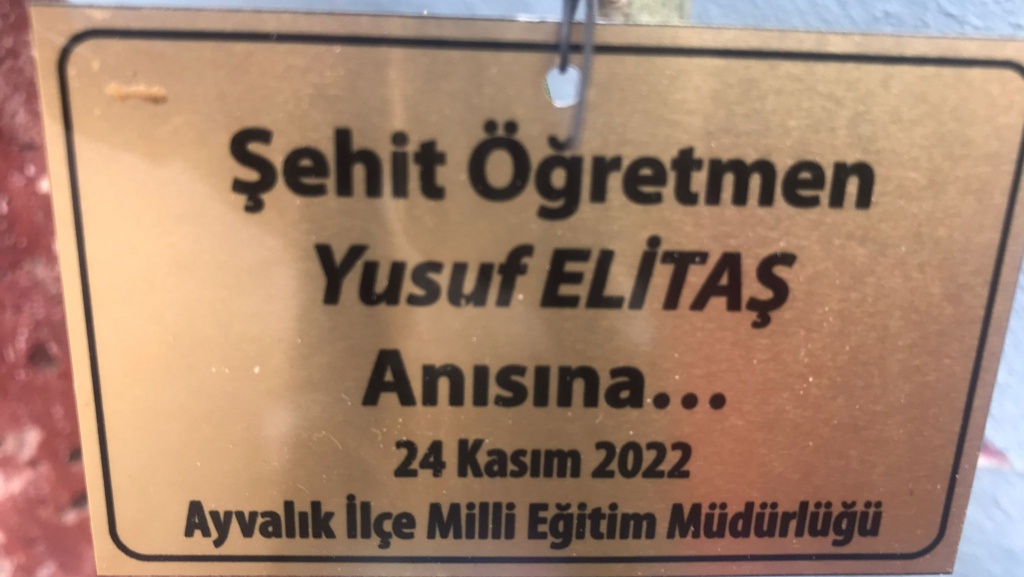 Şehit Öğretmen
Yusuf ELİTAŞ
Anısına...
24 Kasım 2022
Ayvalık İlçe Milli Eğitim Müdürlüğü